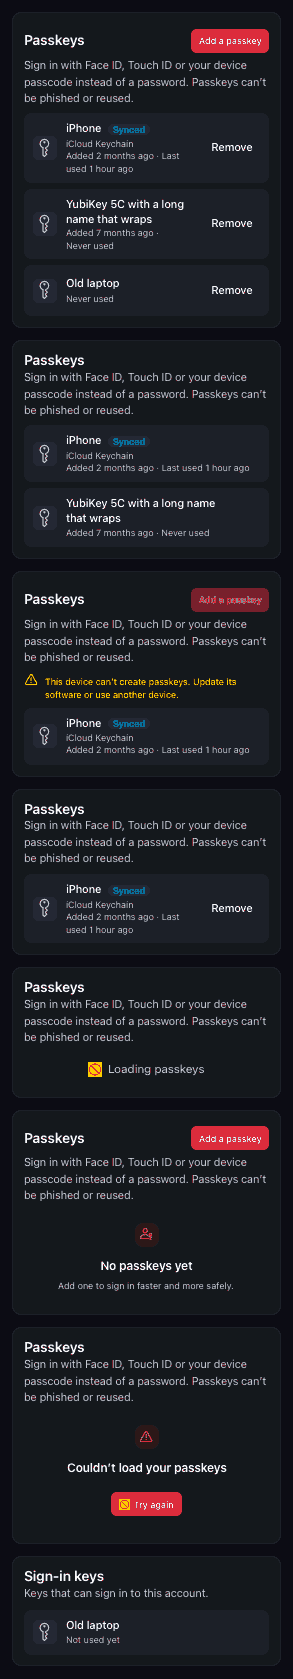 Passkeys
Add a passkey
Sign in with Face ID, Touch ID or your device
passcode instead of a password. Passkeys can't
be phished or reused.
iPhone Synced
iCloud Keychain
Added 2 months ago · Last
used 1 hour ago
Remove
YubiKey 5C with a long
name that wraps
Added 7 months ago ·
Never used
Remove
Old laptop
Never used
Remove
Passkeys
Sign in with Face ID, Touch ID or your device
passcode instead of a password. Passkeys can't
be phished or reused.
iPhone Synced
iCloud Keychain
Added 2 months ago · Last used 1 hour ago
YubiKey 5C with a long name
that wraps
Added 7 months ago · Never used
Passkeys
Add a passkey
Sign in with Face ID, Touch ID or your device
passcode instead of a password. Passkeys can't
be phished or reused.
This device can't create passkeys. Update its
software or use another device.
iPhone Synced
iCloud Keychain
Added 2 months ago · Last used 1 hour ago
Passkeys
Sign in with Face ID, Touch ID or your device
passcode instead of a password. Passkeys can't
be phished or reused.
iPhone Synced
iCloud Keychain
Added 2 months ago · Last
used 1 hour ago
Remove
Passkeys
Sign in with Face ID, Touch ID or your device
passcode instead of a password. Passkeys can't
be phished or reused.
Loading passkeys
Passkeys
Add a passkey
Sign in with Face ID, Touch ID or your device
passcode instead of a password. Passkeys can't
be phished or reused.
No passkeys yet
Add one to sign in faster and more safely.
Passkeys
Sign in with Face ID, Touch ID or your device
passcode instead of a password. Passkeys can't
be phished or reused.
Couldn't load your passkeys
Try again
Sign-in keys
Keys that can sign in to this account.
Old laptop
Not used yet